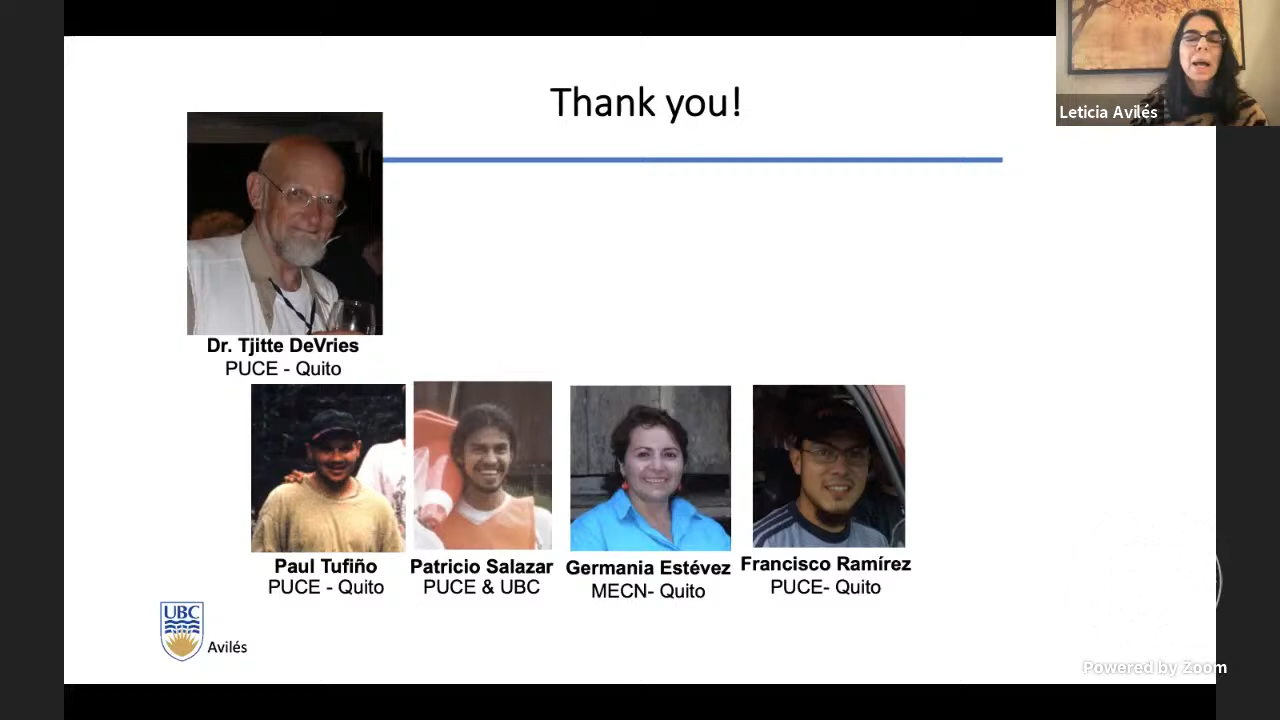 Thank you!
Leticia Avilés
Dr. Tjitte DeVries
PUCE - Quito
Paul Tufiño
PUCE - Quito
Patricio Salazar
PUCE & UBC
Germania Estévez
MECN- Quito
Francisco Ramírez
PUCE- Quito
UBC
Avilés
Powered by Zoom